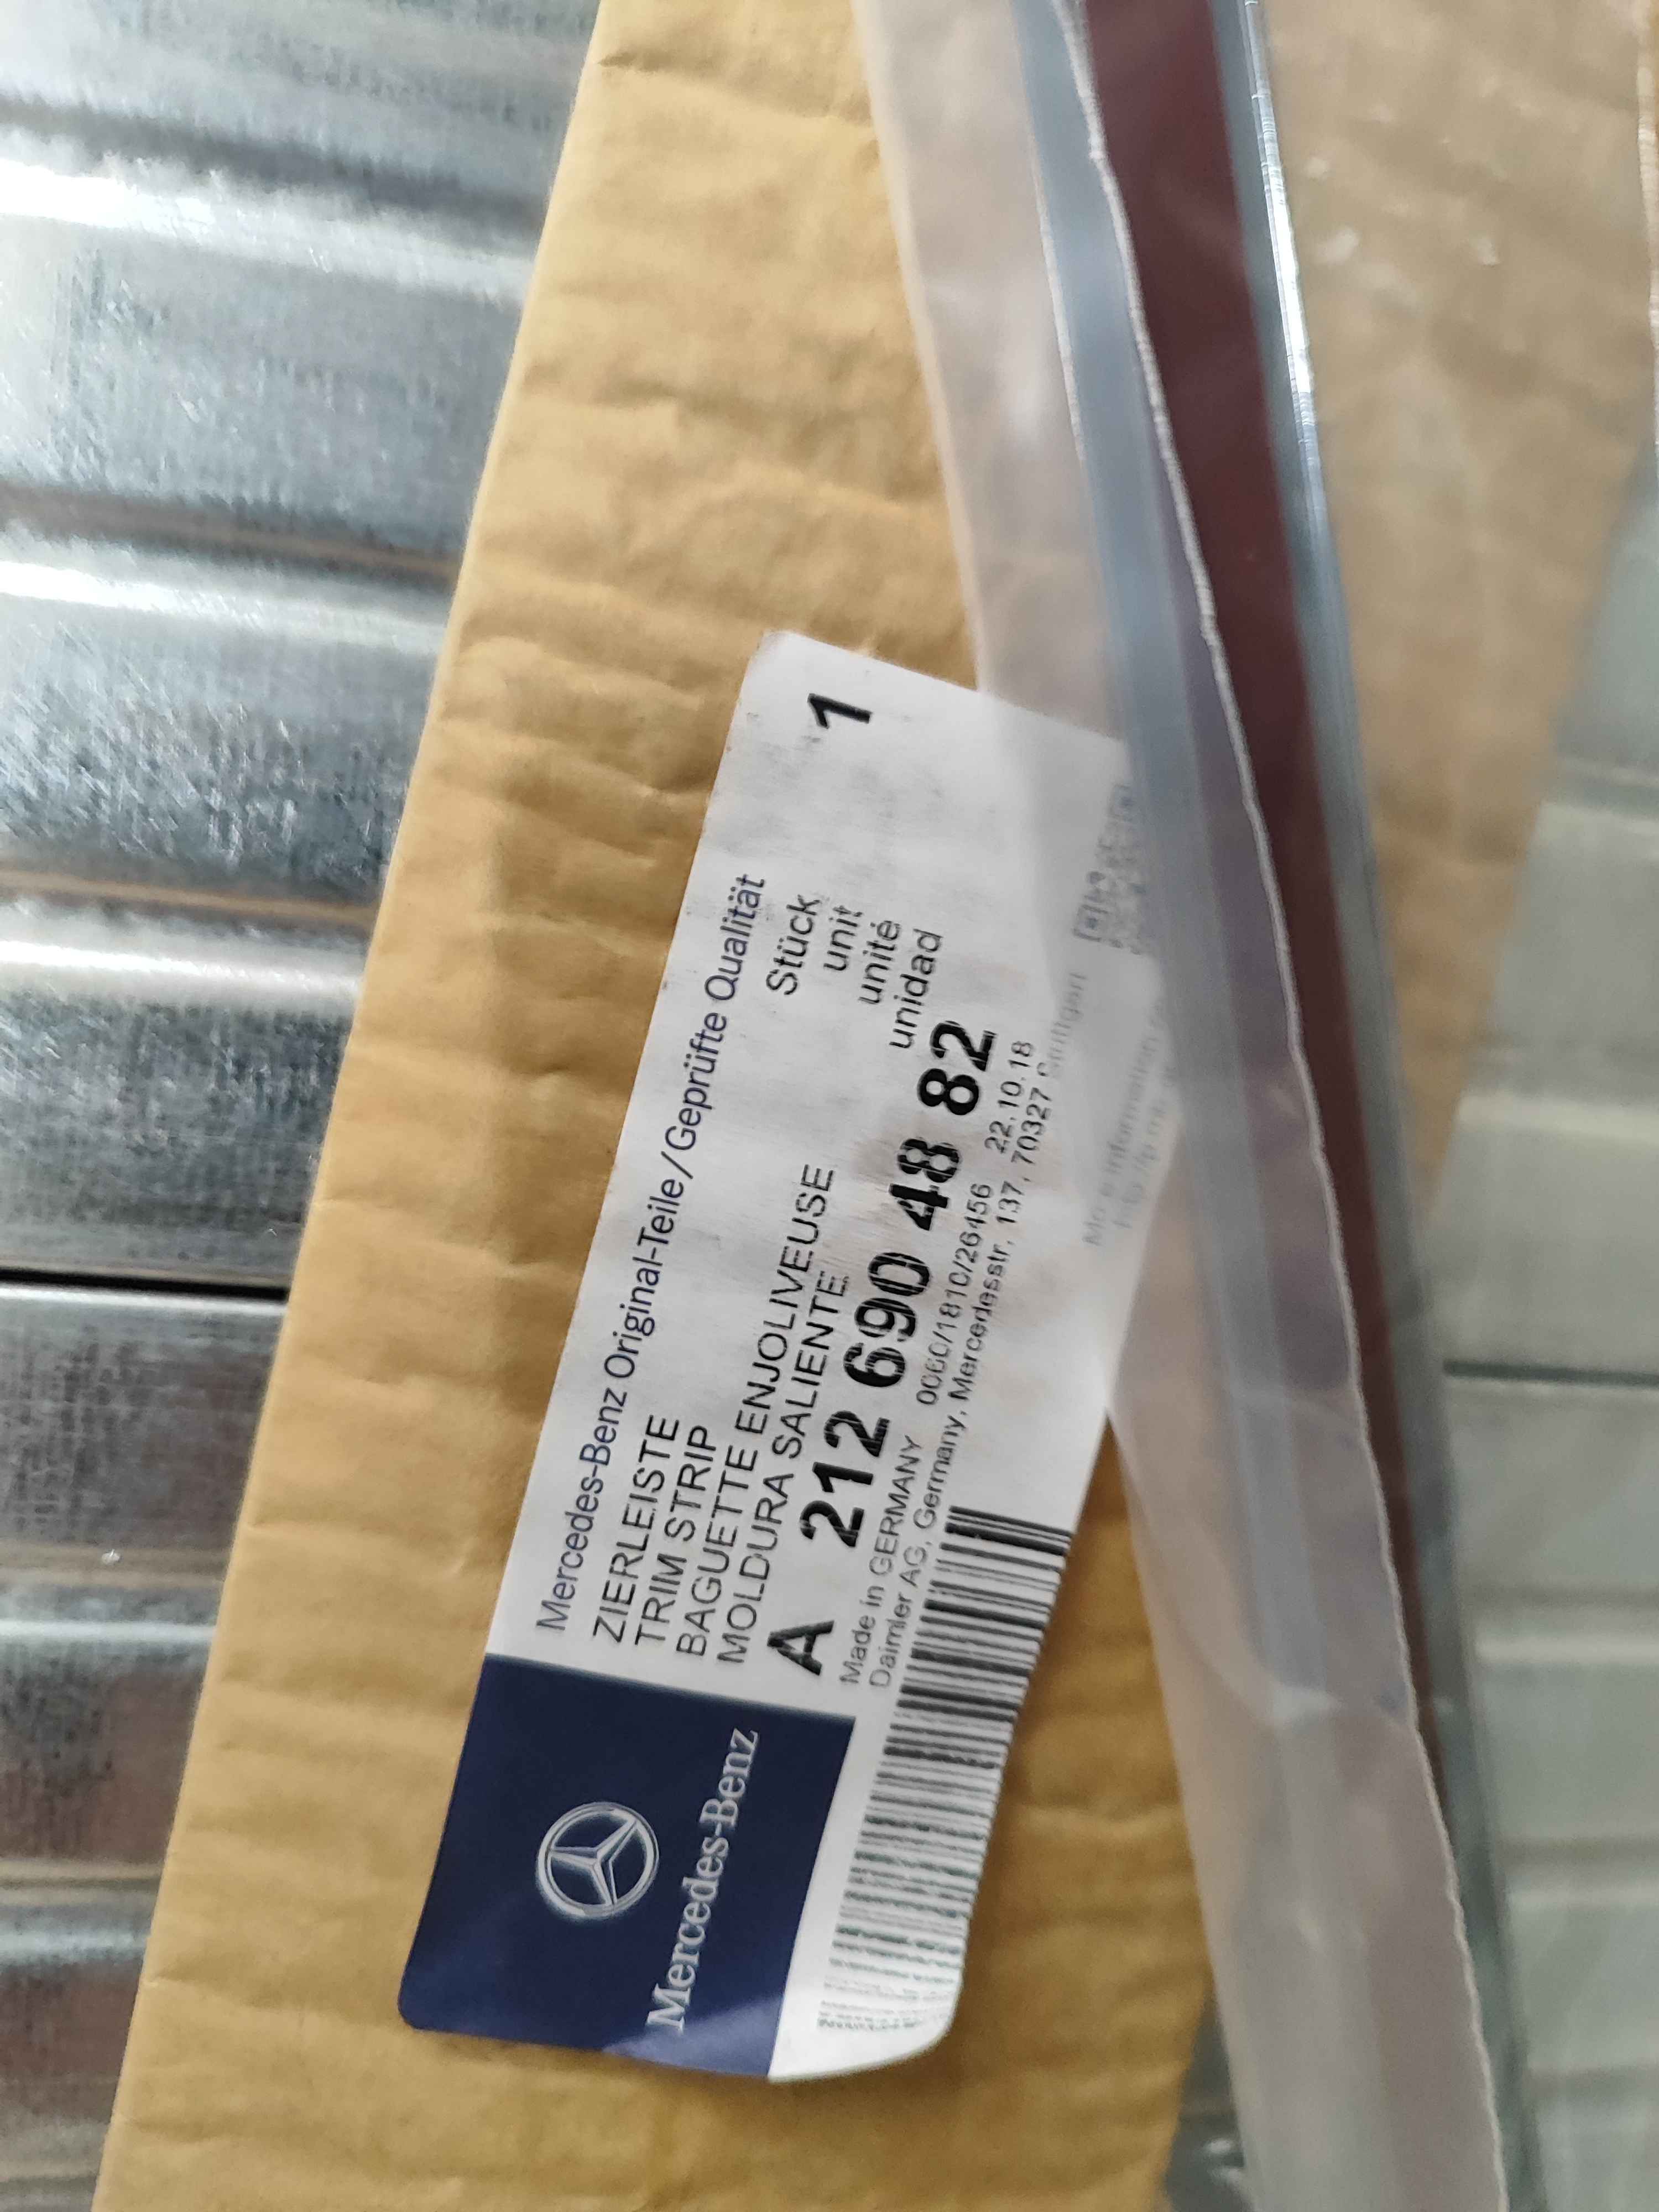 Mercedes-Benz
Mercedes-Benz Original-Teile/Geprüfte Qualität
ZIERLEISTE
TRIM STRIP
BAGUETTE ENJOLIVEUSE
MOLDURA SALIENTE
Stück 1
unit
unité
unidad
A 212 690 48 82
Made in GERMANY 0060/1810/26456 22.10.18
Daimler AG, Germany, Mercedesstr. 137, 70327 Stuttgart